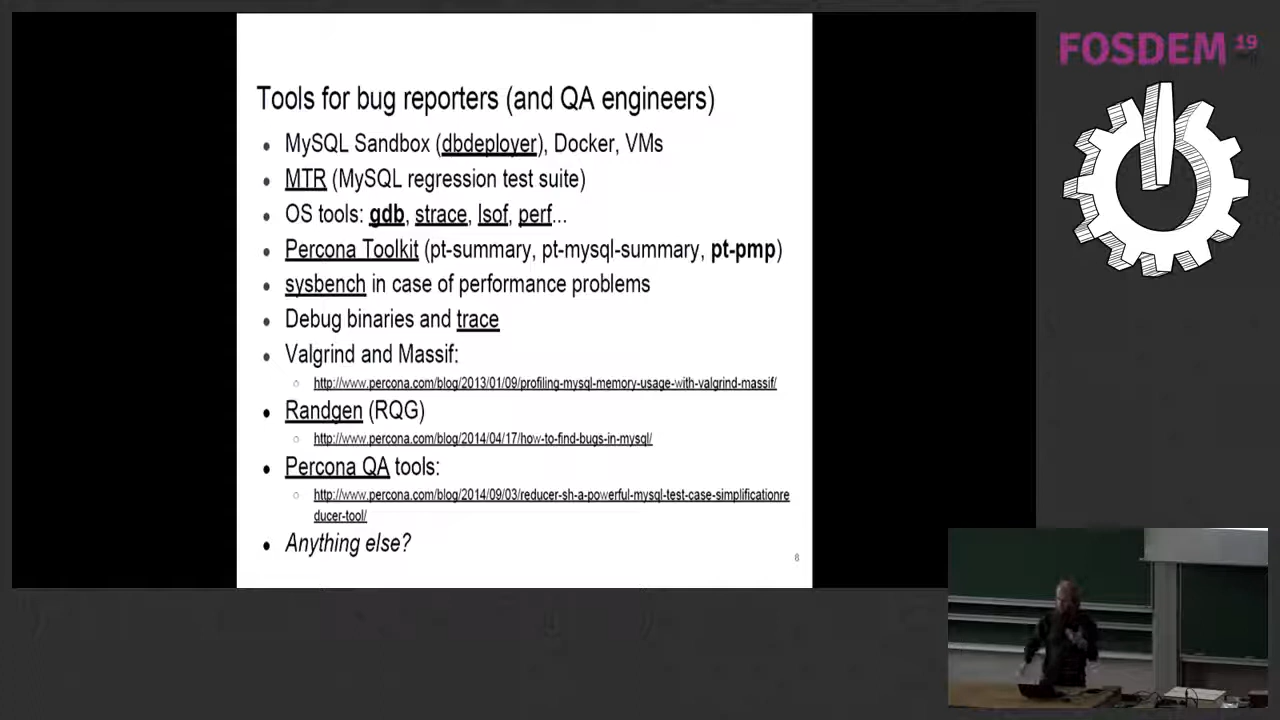 FOSDEM 19
Tools for bug reporters (and QA engineers)
MySQL Sandbox (dbdeployer), Docker, VMs
MTR (MySQL regression test suite)
OS tools: gdb, strace, lsof, perf...
Percona Toolkit (pt-summary, pt-mysql-summary, pt-pmp)
sysbench in case of performance problems
Debug binaries and trace
Valgrind and Massif:
http://www.percona.com/blog/2013/01/09/profiling-mysql-memory-usage-with-valgrind-massif/
Randgen (RQG)
http://www.percona.com/blog/2014/04/17/how-to-find-bugs-in-mysql/
Percona QA tools:
http://www.percona.com/blog/2014/09/03/reducer-sh-a-powerful-mysql-test-case-simplificationre
ducer-tool/
Anything else?